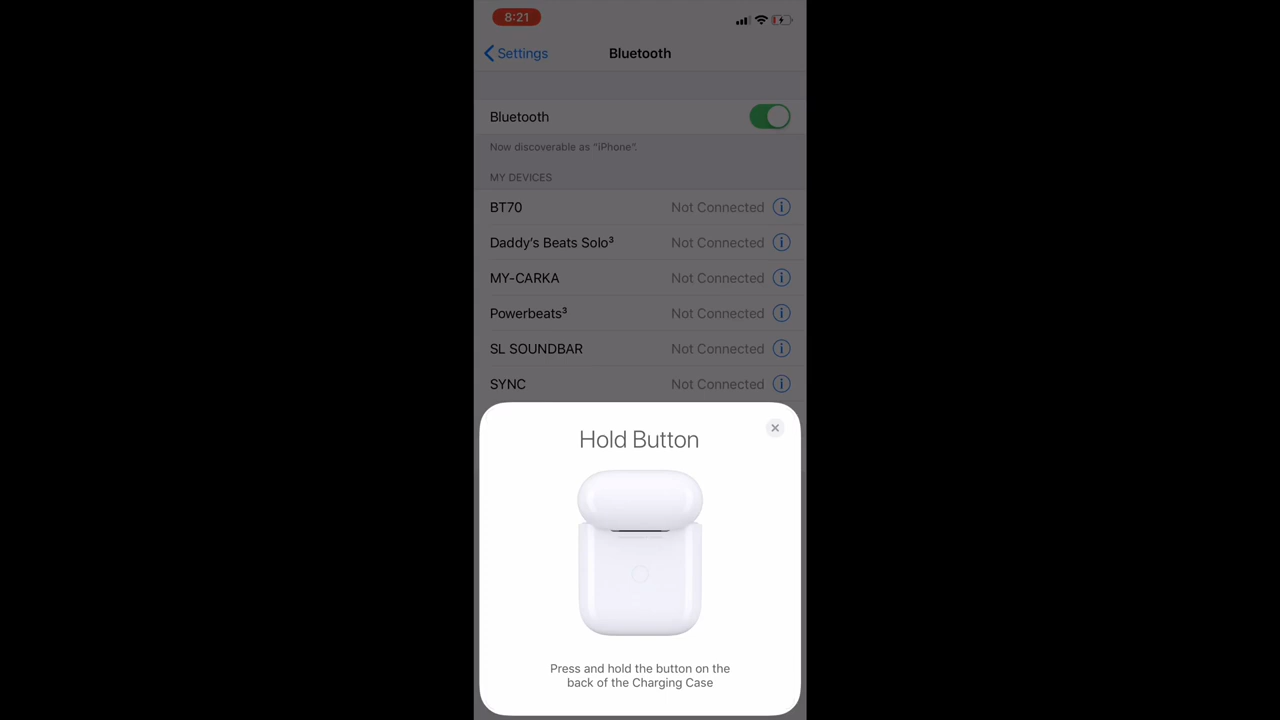 8:21
Settings
Bluetooth
Bluetooth
Now discoverable as “iPhone”.
MY DEVICES
BT70 Not Connected
Daddy’s Beats Solo³ Not Connected
MY-CARKA Not Connected
Powerbeats³ Not Connected
SL SOUNDBAR Not Connected
SYNC Not Connected
Hold Button
Press and hold the button on the
back of the Charging Case